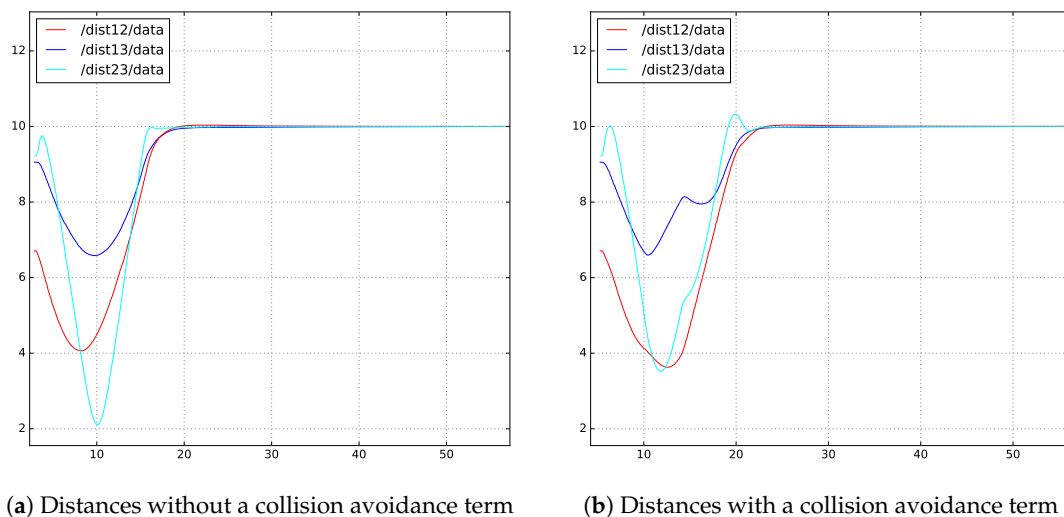 /dist12/data
/dist13/data
/dist23/data
12
10
8
6
4
2
10 20 30 40 50
(a) Distances without a collision avoidance term
/dist12/data
/dist13/data
/dist23/data
12
10
8
6
4
2
10 20 30 40 50
(b) Distances with a collision avoidance term